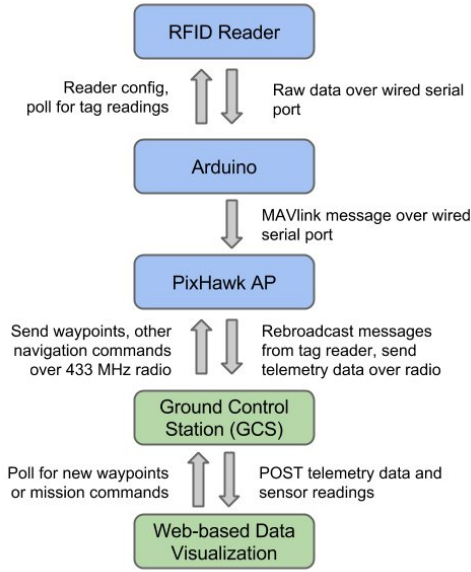 RFID Reader
Reader config,
poll for tag readings
Raw data over wired serial
port
Arduino
MAVlink message over wired
serial port
PixHawk AP
Send waypoints, other
navigation commands
over 433 MHz radio
Rebroadcast messages
from tag reader, send
telemetry data over radio
Ground Control
Station (GCS)
Poll for new waypoints
or mission commands
POST telemetry data and
sensor readings
Web-based Data
Visualization